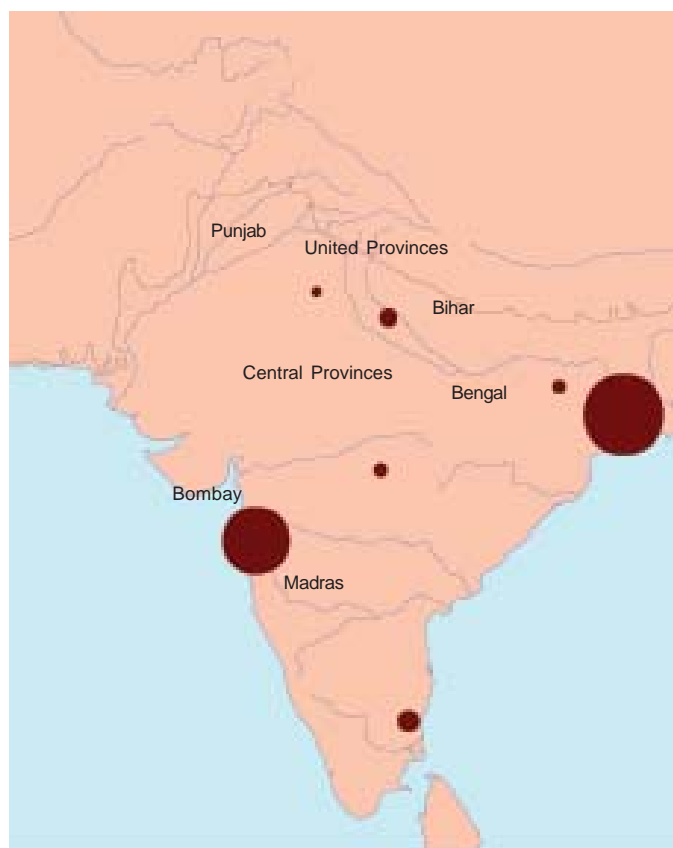 Punjab
United Provinces
Bihar
Central Provinces
Bengal
Bombay
Madras